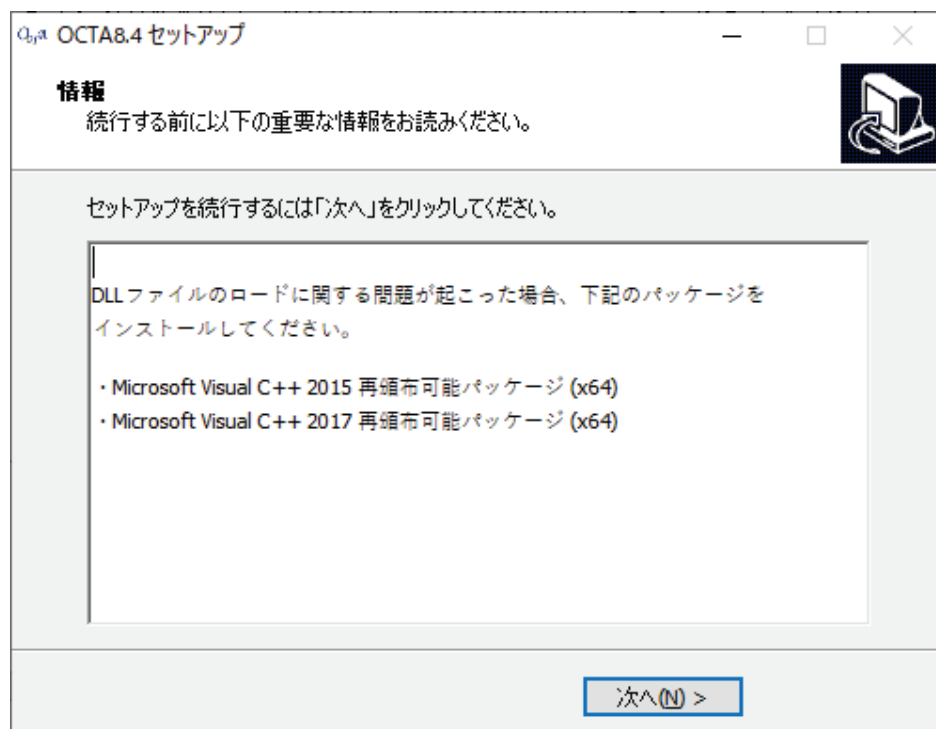 OCTA8.4 セットアップ
情報
続行する前に以下の重要な情報をお読みください。
セットアップを続行するには「次へ」をクリックしてください。
DLLファイルのロードに関する問題が起こった場合、下記のパッケージを
インストールしてください。
・Microsoft Visual C++ 2015 再頒布可能パッケージ (x64)
・Microsoft Visual C++ 2017 再頒布可能パッケージ (x64)
次へ(N) >